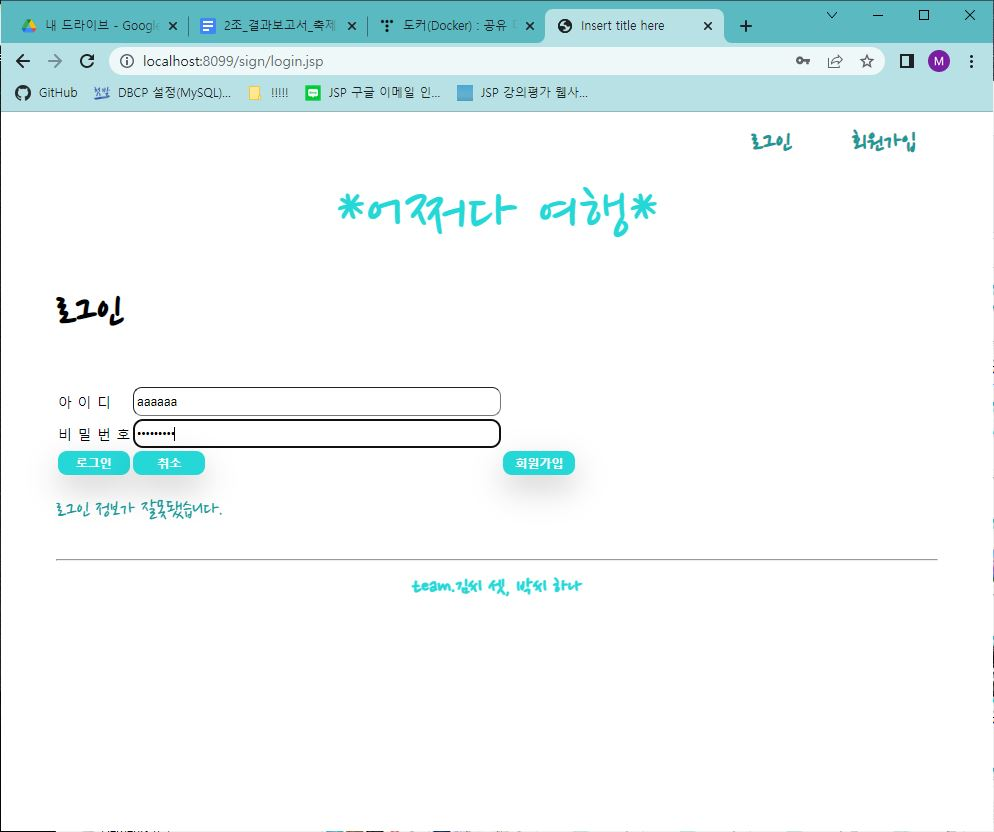 내 드라이브 - Google
2조_결과보고서_축제
도커(Docker) : 공유
Insert title here
localhost:8099/sign/login.jsp
M
GitHub
DBCP 설정(MySQL)...
!!!!!
JSP 구글 이메일 인...
JSP 강의평가 웹사...
로그인 회원가입
*어쩌다 여행*
로그인
아 이 디 aaaaaa
비 밀 번 호 •••••••••
로그인 취소 회원가입
로그인 정보가 잘못됐습니다.
team.김씨 셋, 박씨 하나